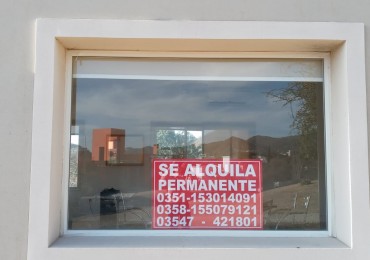 SE ALQUILA
PERMANENTE
0351-153014091
0358-155079121
03547 - 421801